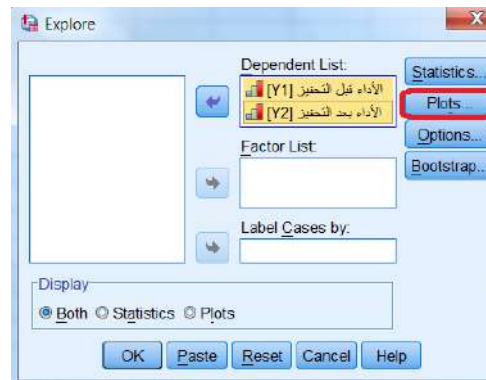 Explore
Dependent List:
الأداء قبل التحفيز [Y1]
الأداء بعد التحفيز [Y2]
Factor List:
Label Cases by:
Statistics...
Plots...
Options...
Bootstrap...
Display
Both Statistics Plots
OK Paste Reset Cancel Help